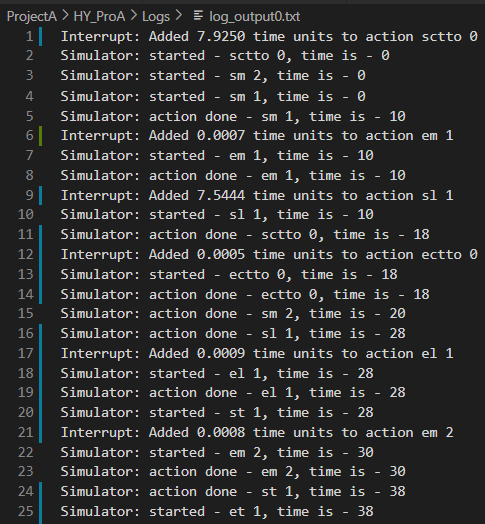 ProjectA > HY_ProA > Logs > log_output0.txt
1 Interrupt: Added 7.9250 time units to action sctto 0
2 Simulator: started - sctto 0, time is - 0
3 Simulator: started - sm 2, time is - 0
4 Simulator: started - sm 1, time is - 0
5 Simulator: action done - sm 1, time is - 10
6 Interrupt: Added 0.0007 time units to action em 1
7 Simulator: started - em 1, time is - 10
8 Simulator: action done - em 1, time is - 10
9 Interrupt: Added 7.5444 time units to action sl 1
10 Simulator: started - sl 1, time is - 10
11 Simulator: action done - sctto 0, time is - 18
12 Interrupt: Added 0.0005 time units to action ectto 0
13 Simulator: started - ectto 0, time is - 18
14 Simulator: action done - ectto 0, time is - 18
15 Simulator: action done - sm 2, time is - 20
16 Simulator: action done - sl 1, time is - 28
17 Interrupt: Added 0.0009 time units to action el 1
18 Simulator: started - el 1, time is - 28
19 Simulator: action done - el 1, time is - 28
20 Simulator: started - st 1, time is - 28
21 Interrupt: Added 0.0008 time units to action em 2
22 Simulator: started - em 2, time is - 30
23 Simulator: action done - em 2, time is - 30
24 Simulator: action done - st 1, time is - 38
25 Simulator: started - et 1, time is - 38